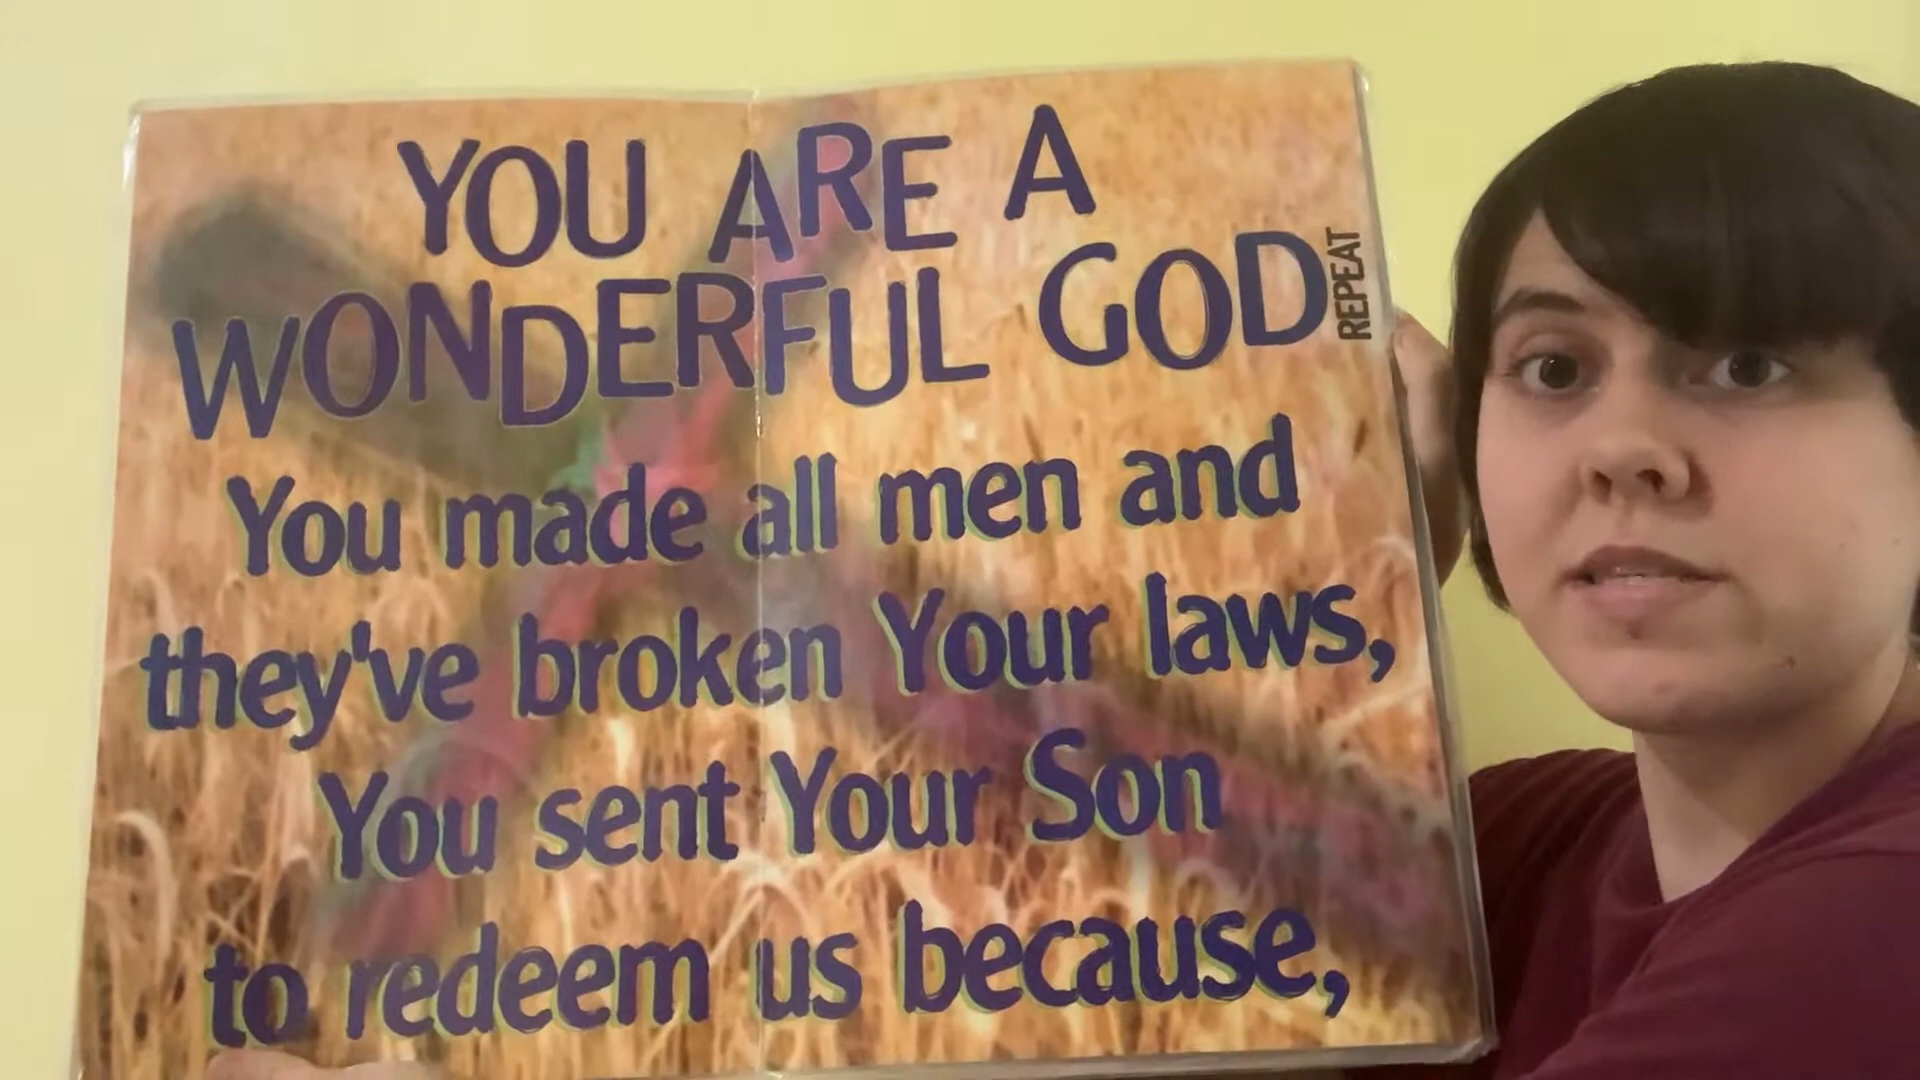 YOU ARE A
WONDERFUL GOD
REPEAT
You made all men and
they've broken Your laws,
You sent Your Son
to redeem us because,